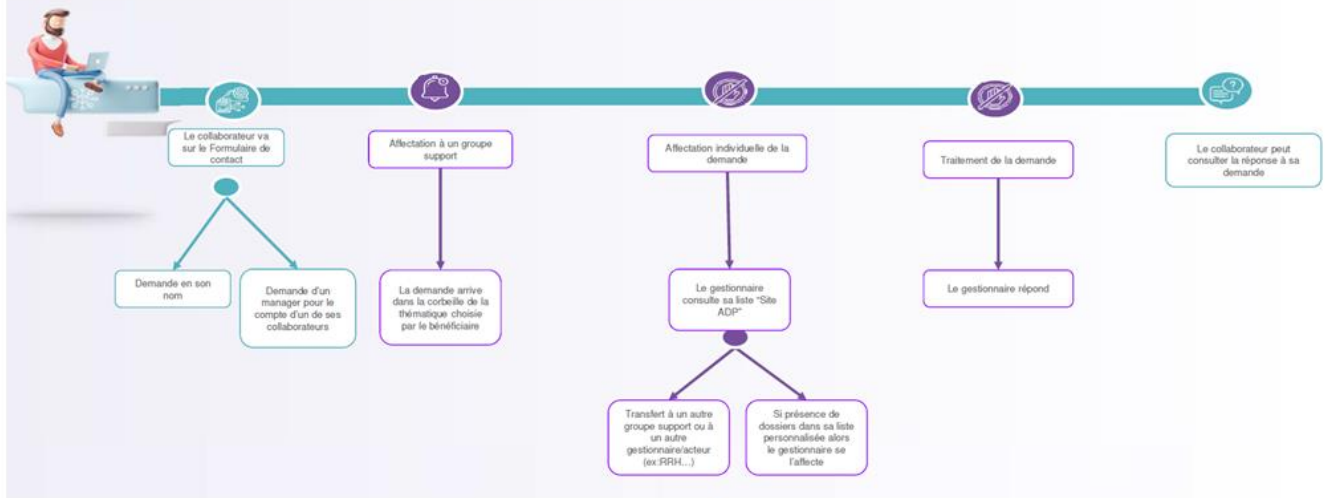 Le collaborateur va
sur le Formulaire de
contact
Affectation à un groupe
support
Affectation individuelle de la
demande
Traitement de la demande
Le collaborateur peut
consulter la réponse à sa
demande
Demande en son
nom
Demande d'un
manager pour le
compte d'un de ses
collaborateurs
La demande arrive
dans la corbeille de la
thématique choisie
par le bénéficiaire
Le gestionnaire
consulte sa liste "Site
ADP"
Le gestionnaire répond
Transfert à un autre
groupe support ou à
un autre
gestionnaire/acteur
(ex:RRH…)
Si présence de
dossiers dans sa liste
personnalisée alors
le gestionnaire se
l'affecte